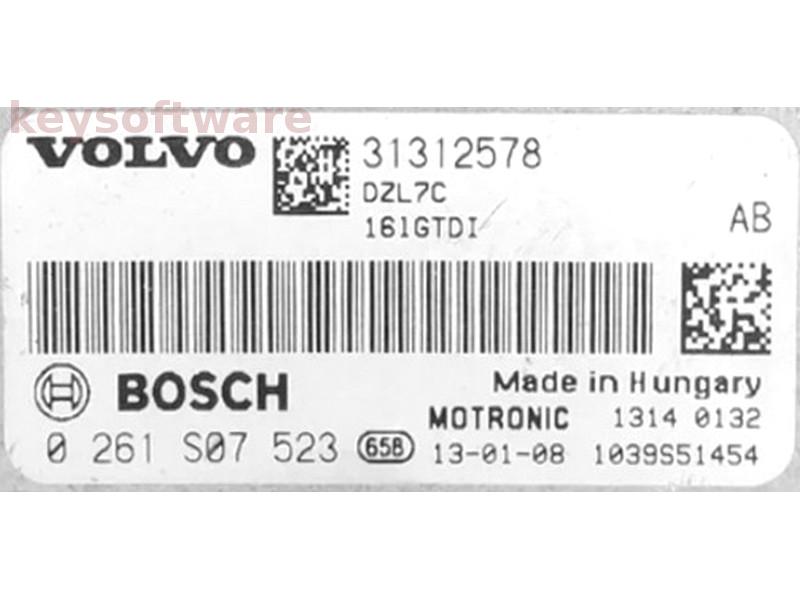 keysoftware
VOLVO 31312578
DZL7C
161GTDI
AB
BOSCH
Made in Hungary
MOTRONIC 1314 0132
0 261 S07 523 658 13-01-08 1039S51454